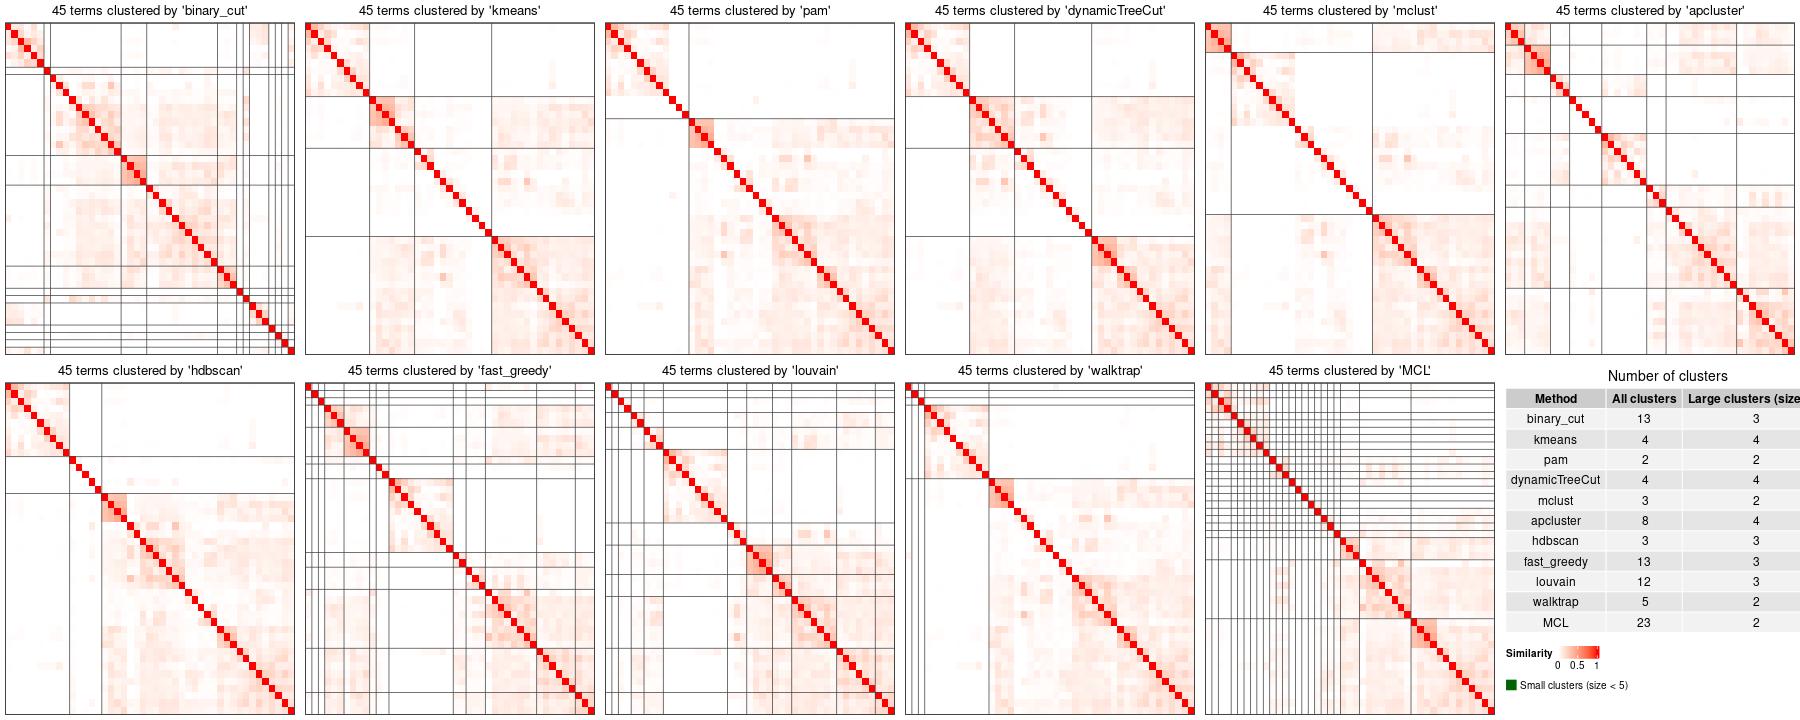 45 terms clustered by 'binary_cut'
45 terms clustered by 'kmeans'
45 terms clustered by 'pam'
45 terms clustered by 'dynamicTreeCut'
45 terms clustered by 'mclust'
45 terms clustered by 'apcluster'
45 terms clustered by 'hdbscan'
45 terms clustered by 'fast_greedy'
45 terms clustered by 'louvain'
45 terms clustered by 'walktrap'
45 terms clustered by 'MCL'
Number of clusters
Method All clusters Large clusters (size
binary_cut 13 3
kmeans 4 4
pam 2 2
dynamicTreeCut 4 4
mclust 3 2
apcluster 8 4
hdbscan 3 3
fast_greedy 13 3
louvain 12 3
walktrap 5 2
MCL 23 2
Similarity
0 0.5 1
Small clusters (size < 5)